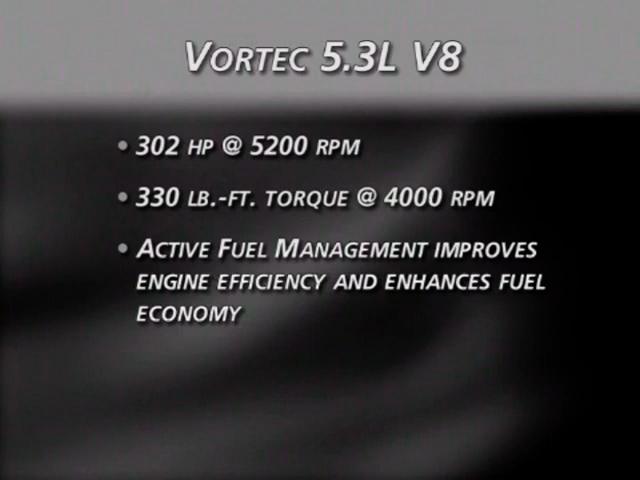 VORTEC 5.3L V8
• 302 HP @ 5200 RPM
• 330 LB.-FT. TORQUE @ 4000 RPM
• ACTIVE FUEL MANAGEMENT IMPROVES
ENGINE EFFICIENCY AND ENHANCES FUEL
ECONOMY